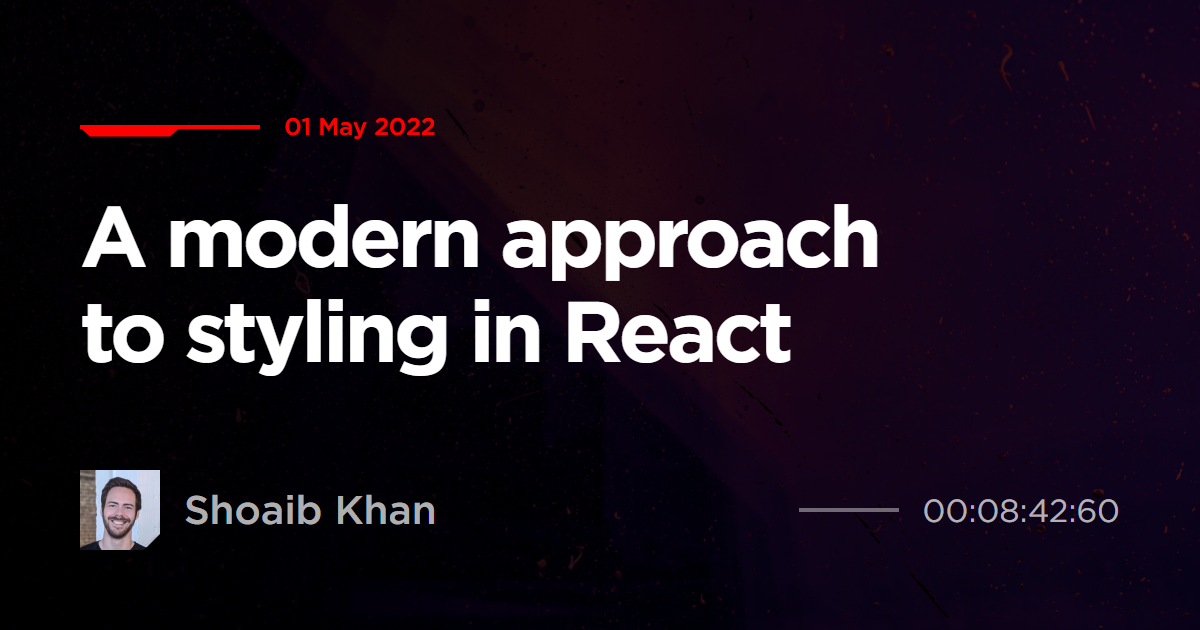 01 May 2022
A modern approach
to styling in React
Shoaib Khan
00:08:42:60